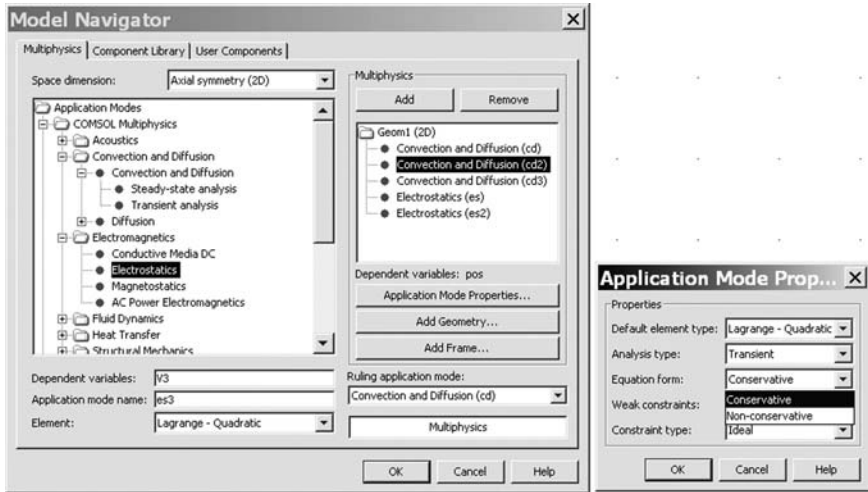 Model Navigator
Multiphysics Component Library User Components
Space dimension: Axial symmetry (2D)
Application Modes
COMSOL Multiphysics
Acoustics
Convection and Diffusion
Convection and Diffusion
Steady-state analysis
Transient analysis
Diffusion
Electromagnetics
Conductive Media DC
Electrostatics
Magnetostatics
AC Power Electromagnetics
Fluid Dynamics
Heat Transfer
Structural Mechanics
Dependent variables: V3
Application mode name: es3
Element: Lagrange - Quadratic
Multiphysics
Add Remove
Geom1 (2D)
Convection and Diffusion (cd)
Convection and Diffusion (cd2)
Convection and Diffusion (cd3)
Electrostatics (es)
Electrostatics (es2)
Dependent variables: pos
Application Mode Properties...
Add Geometry...
Add Frame...
Ruling application mode:
Convection and Diffusion (cd)
Multiphysics
OK Cancel Help
Application Mode Prop...
Properties
Default element type: Lagrange - Quadratic
Analysis type: Transient
Equation form: Conservative
Conservative
Weak constraints:
Non-conservative
Constraint type: Ideal
OK Cancel Help